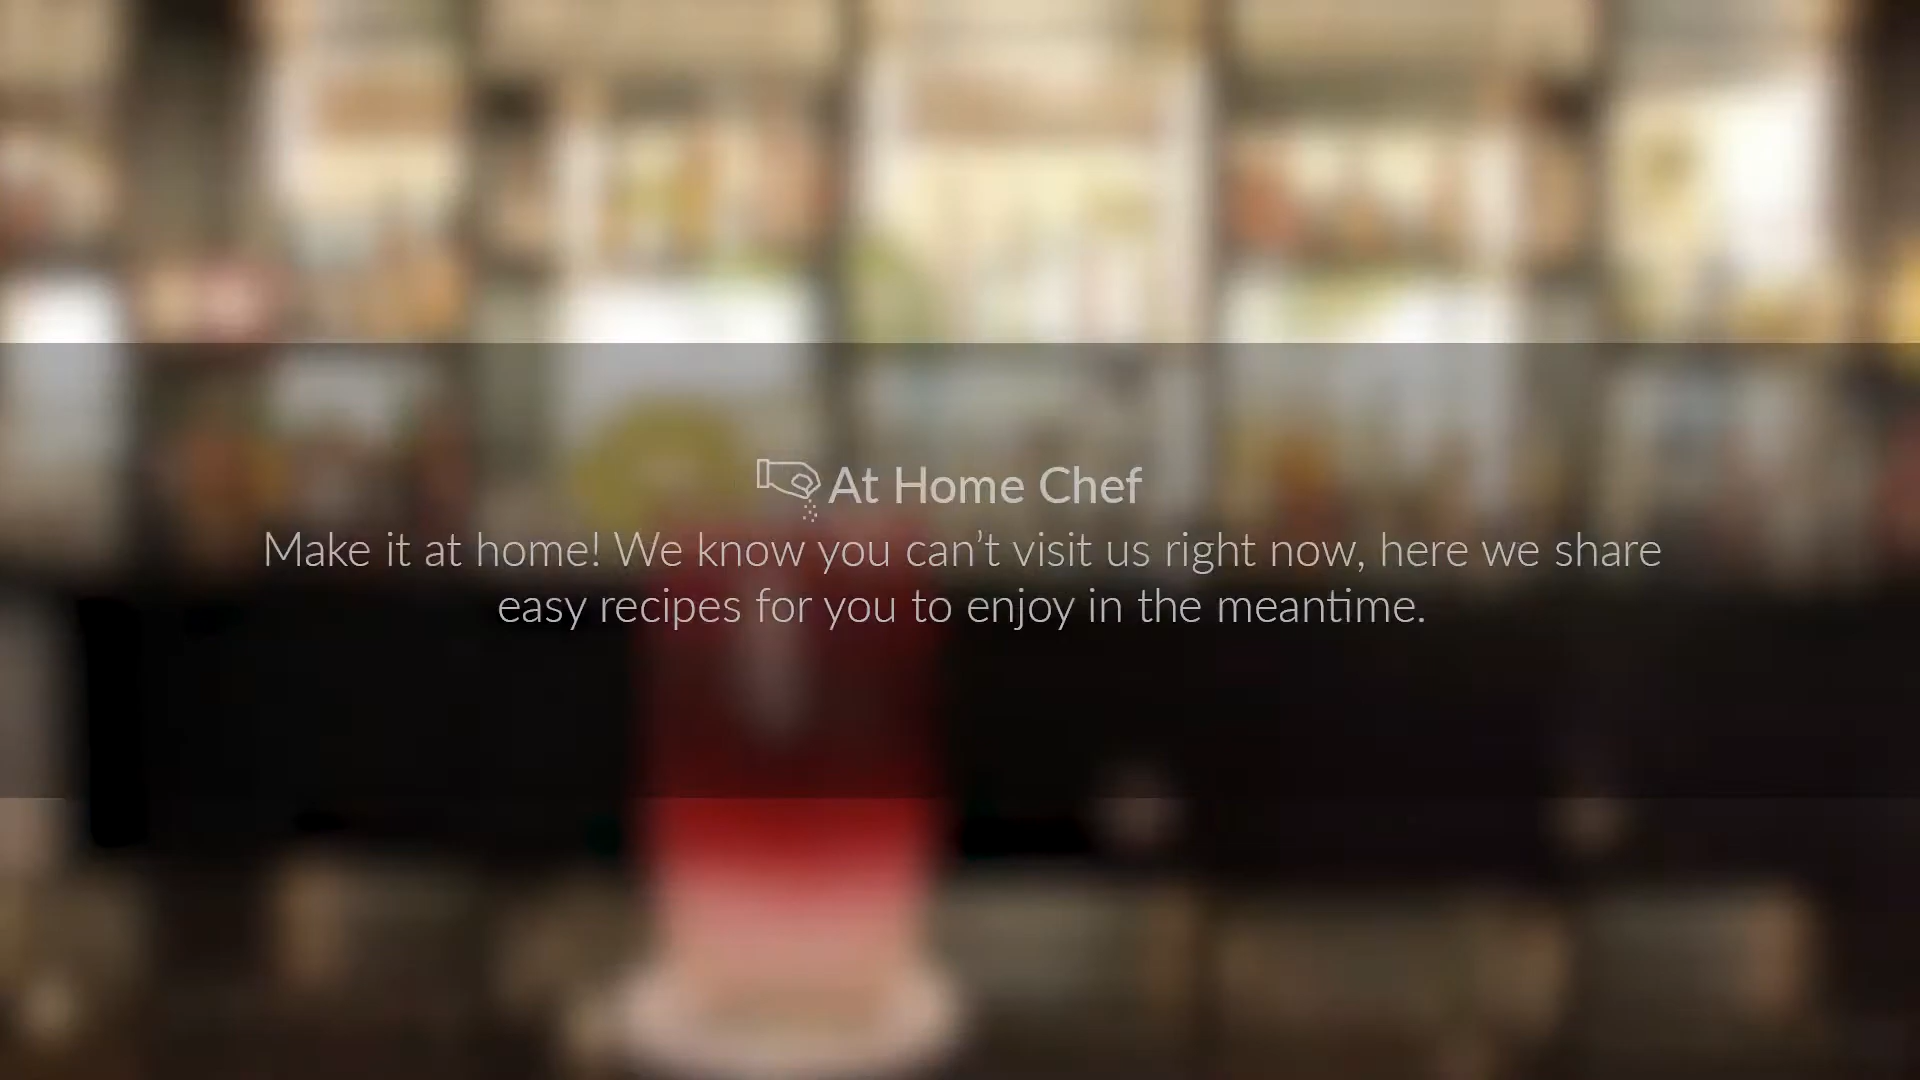 At Home Chef
Make it at home! We know you can’t visit us right now, here we share
easy recipes for you to enjoy in the meantime.